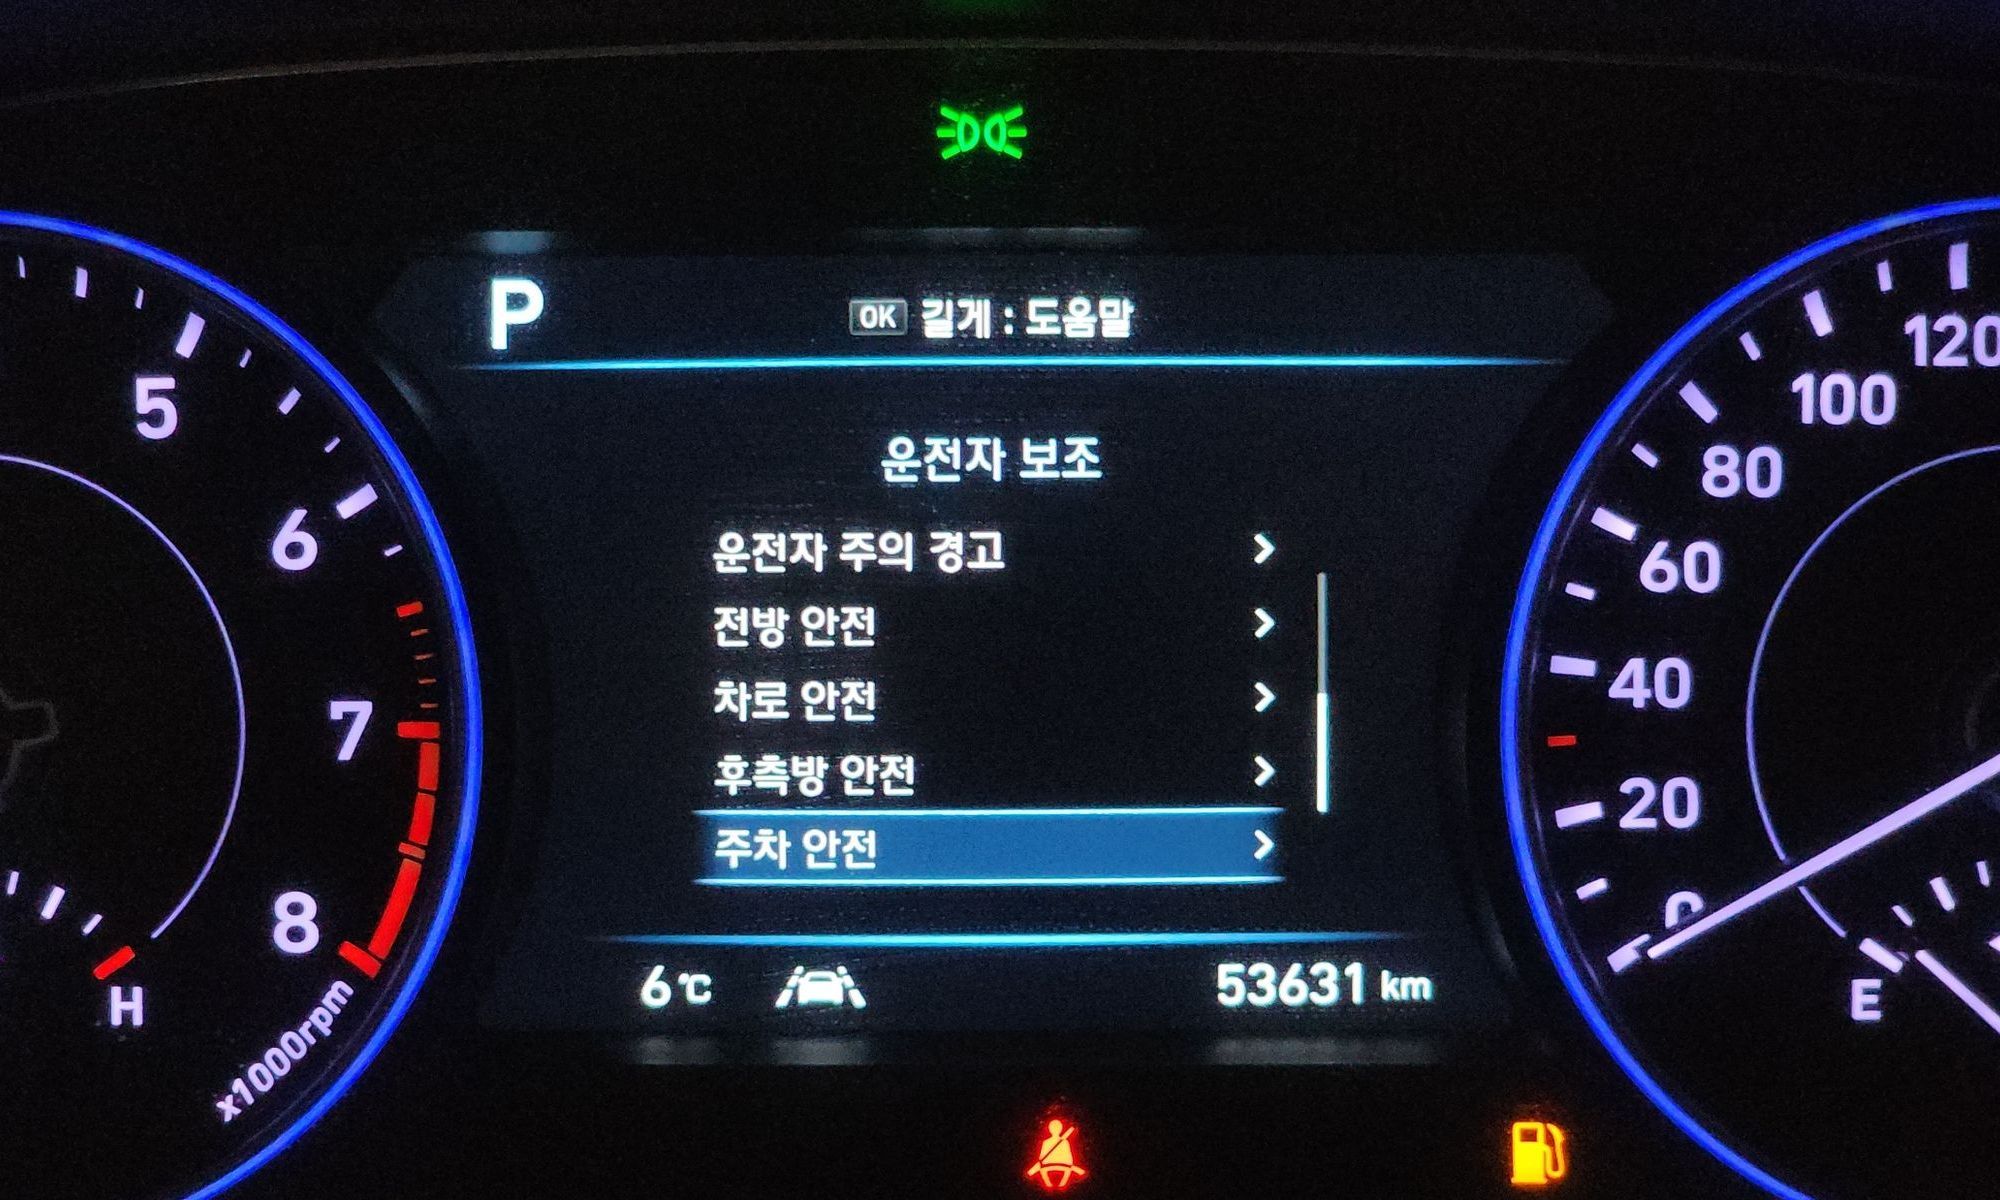 P
OK 길게 : 도움말
운전자 보조
운전자 주의 경고
전방 안전
차로 안전
후측방 안전
주차 안전
6℃
53631 km
5
6
7
8
x1000rpm
H
120
100
80
60
40
20
0
E